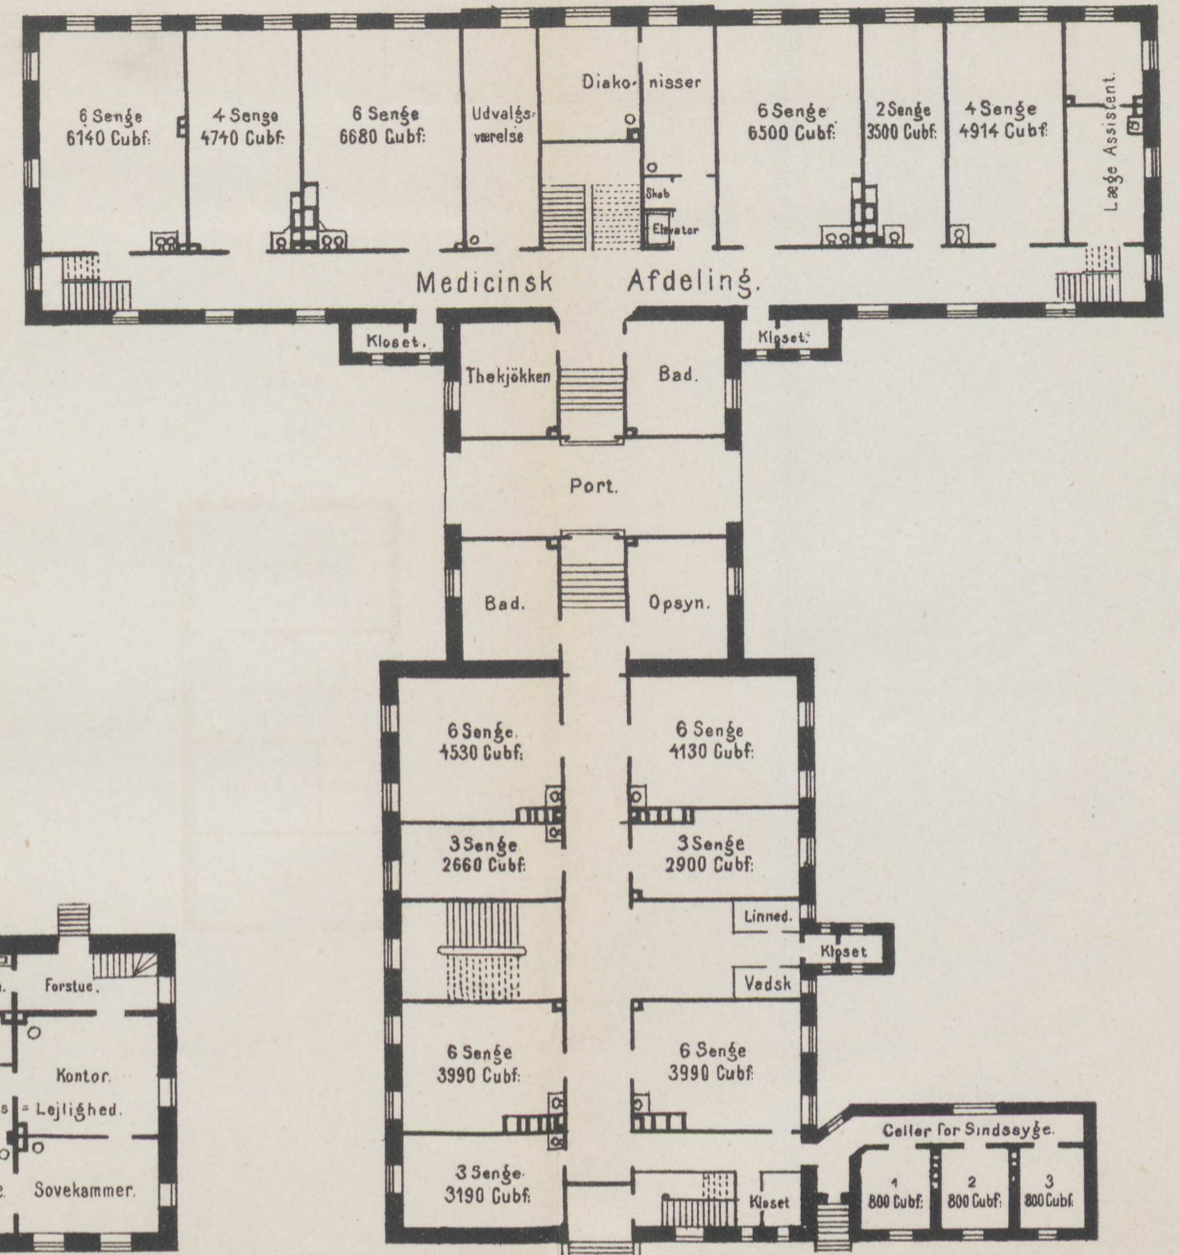 6 Senge
6140 Cubf:
4 Senge
4740 Cubf:
6 Senge
6680 Cubf:
Udvalgs-
værelse
Diako- nisser
Skab
Elevator
6 Senge
6500 Cubf:
2 Senge
3500 Cubf:
4 Senge
4914 Cubf:
Læge Assistent.
Medicinsk Afdeling.
Kloset.
Kloset.
Thekjökken
Bad.
Port.
Bad.
Opsyn.
6 Senge.
4530 Cubf:
6 Senge
4130 Cubf:
3 Senge
2660 Cubf:
3 Senge
2900 Cubf:
Linned.
Kloset
Vadsk
6 Senge
3990 Cubf:
6 Senge
3990 Cubf:
3 Senge.
3190 Cubf:
Kloset
Celler for Sindssyge.
1
800 Cubf:
2
800 Cubf:
3
800 Cubf:
Forstue.
Kontor.
s = Lejlighed.
Sovekammer.